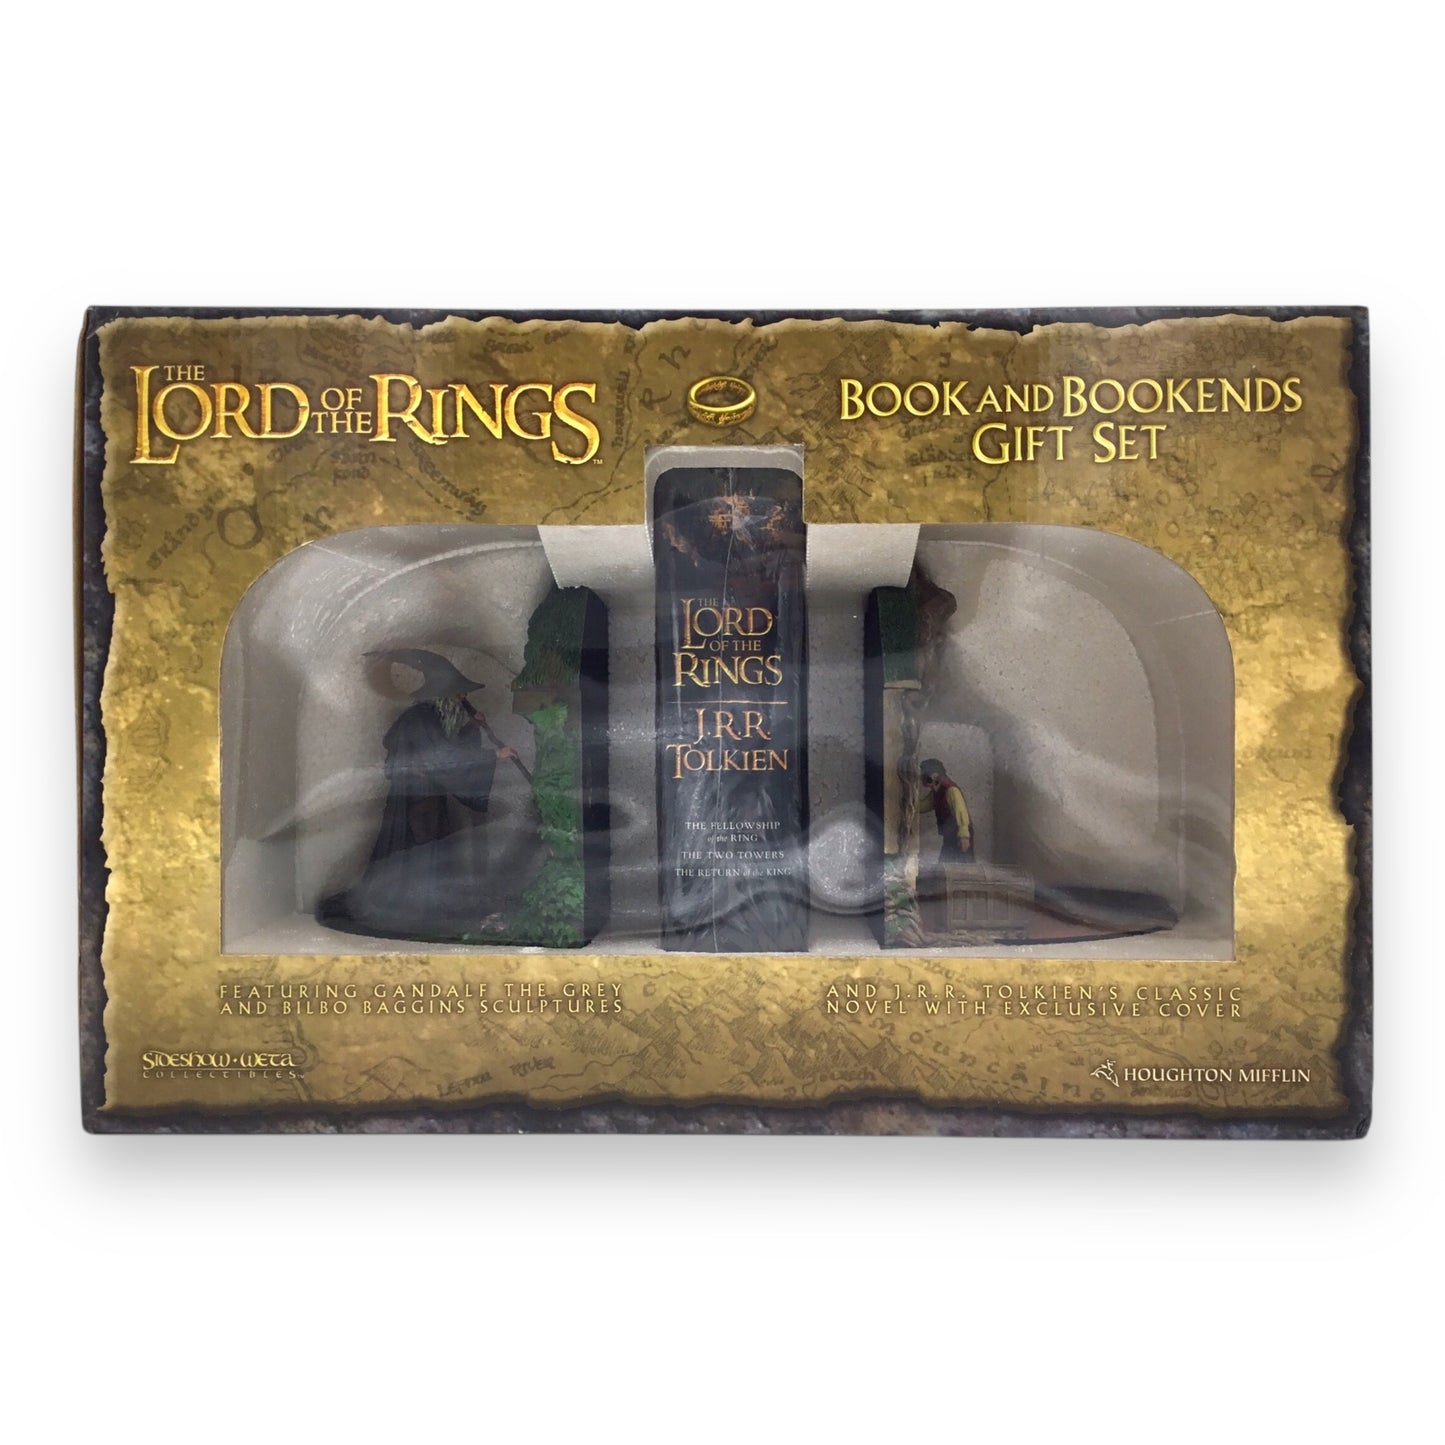 THE
LORD OF THE RINGS™
BOOK AND BOOKENDS
GIFT SET
THE
LORD
OF THE
RINGS
J.R.R.
TOLKIEN
THE FELLOWSHIP
of the RING
THE TWO TOWERS
THE RETURN of the KING
FEATURING GANDALF THE GREY
AND BILBO BAGGINS SCULPTURES
AND J.R.R. TOLKIEN'S CLASSIC
NOVEL WITH EXCLUSIVE COVER
SIDESHOW·WETA
COLLECTIBLES™
HOUGHTON MIFFLIN